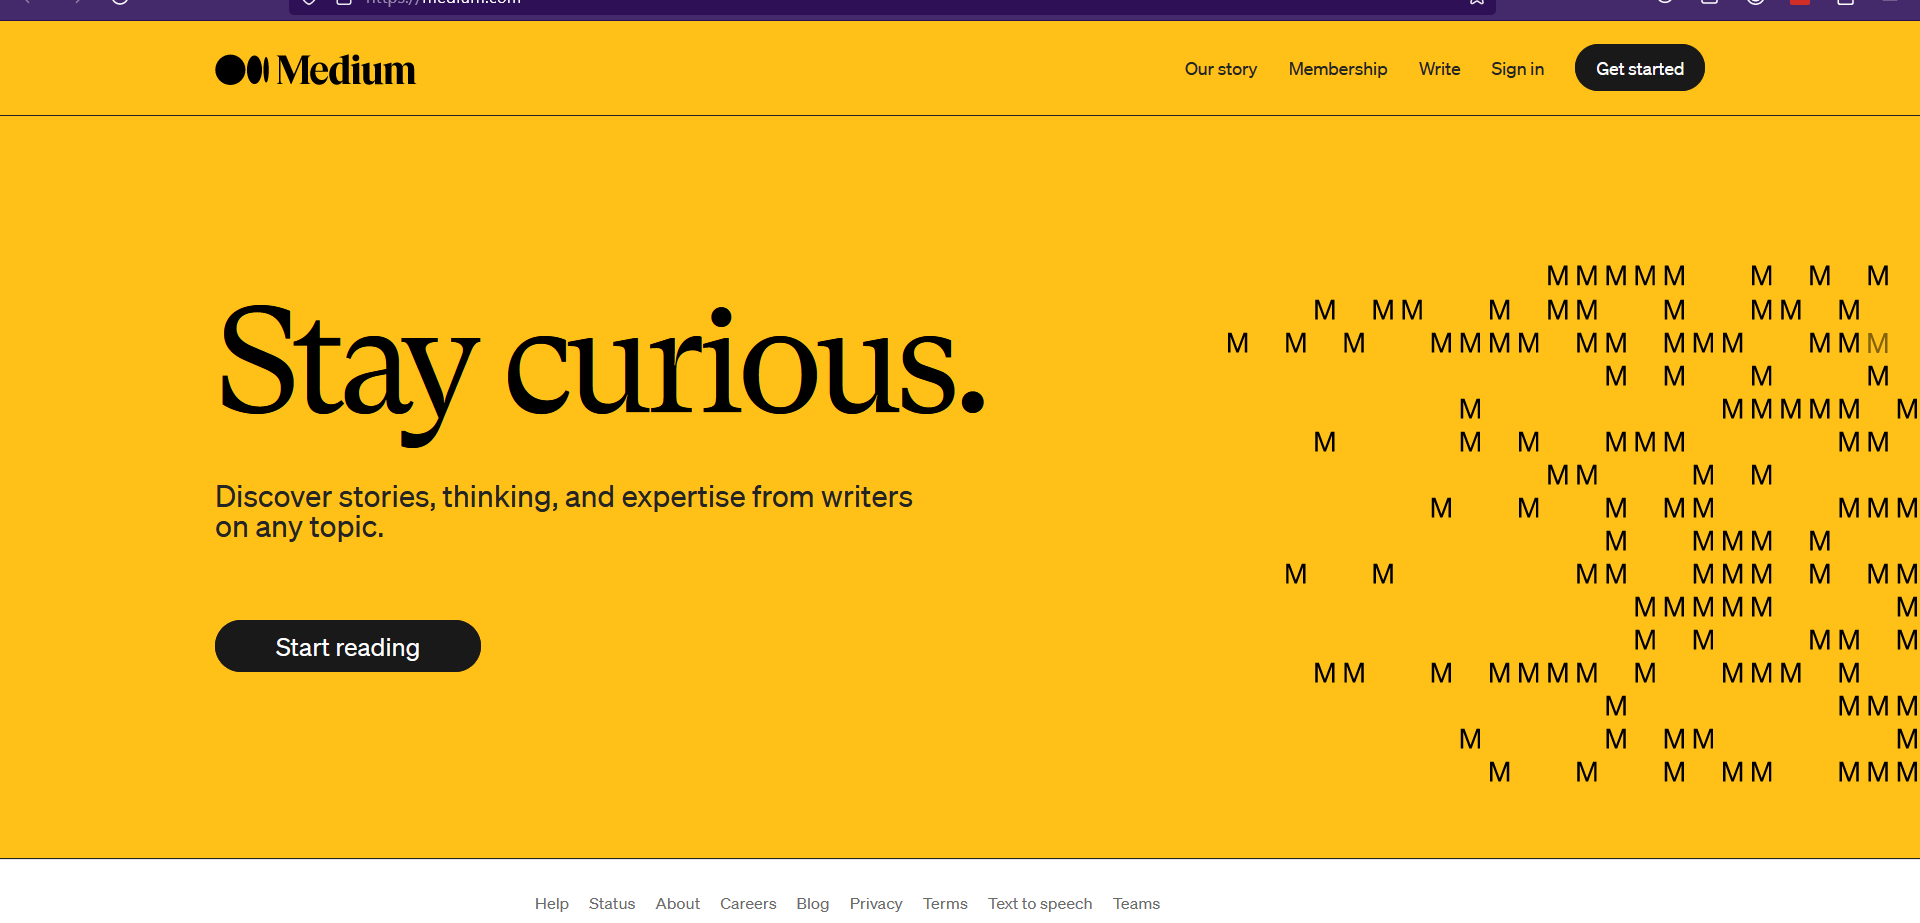 https://medium.com
Medium
Our story Membership Write Sign in Get started
Stay curious.
Discover stories, thinking, and expertise from writers
on any topic.
Start reading
M M M M M M M M
M M M M M M M M M M
M M M M M M M M M M M M M M M
M M M M
M M M M M M M
M M M M M M M M
M M M M
M M M M M M M M
M M M M M
M M M M M M M M M M
M M M M M M
M M M M M
M M M M M M M M M M M M
M M M M
M M M M M
M M M M M M M M
Help Status About Careers Blog Privacy Terms Text to speech Teams